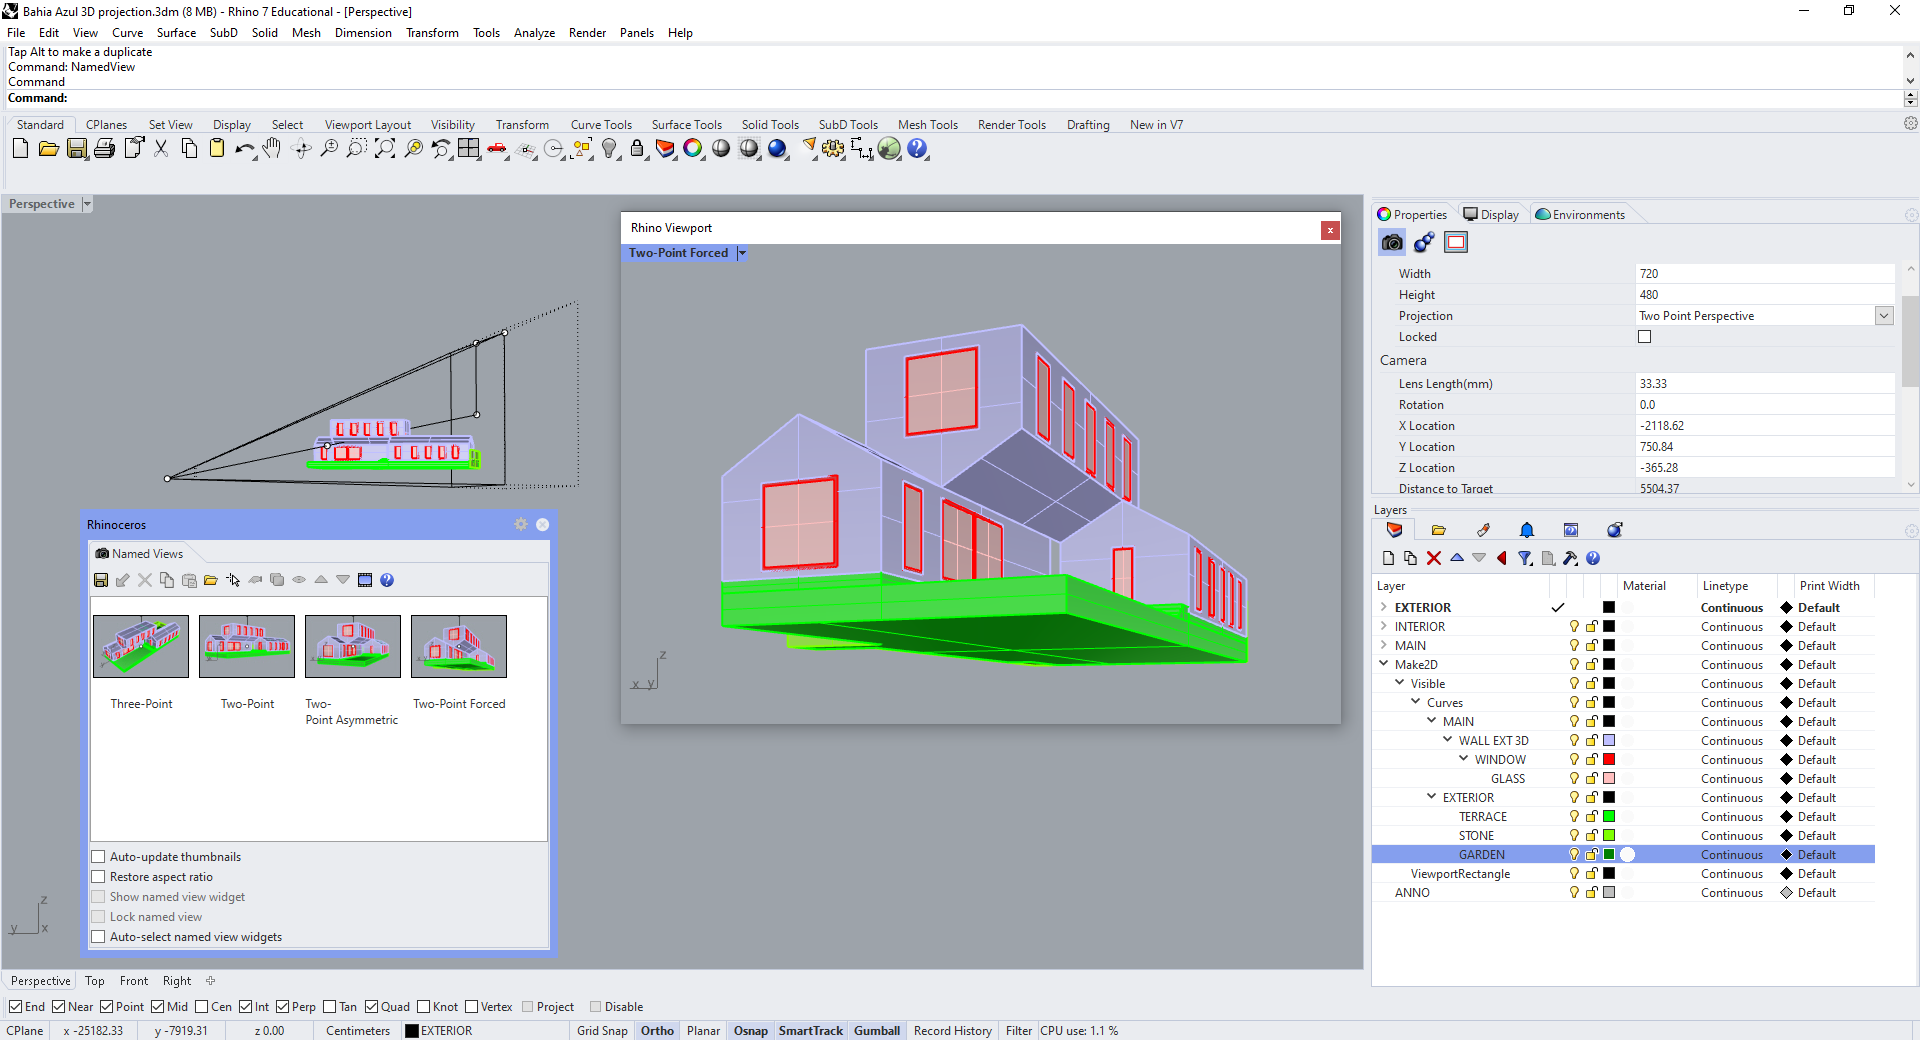 Bahia Azul 3D projection.3dm (8 MB) - Rhino 7 Educational - [Perspective]
File Edit View Curve Surface SubD Solid Mesh Dimension Transform Tools Analyze Render Panels Help
Tap Alt to make a duplicate
Command: NamedView
Command
Command:
Standard CPlanes Set View Display Select Viewport Layout Visibility Transform Curve Tools Surface Tools Solid Tools SubD Tools Mesh Tools Render Tools Drafting New in V7
Perspective
Rhino Viewport
Two-Point Forced
z
x y
Rhinoceros
Named Views
Three-Point
Two-Point
Two-
Point Asymmetric
Two-Point Forced
Auto-update thumbnails
Restore aspect ratio
Show named view widget
Lock named view
Auto-select named view widgets
z
y x
Properties Display Environments
Width 720
Height 480
Projection Two Point Perspective
Locked
Camera
Lens Length(mm) 33.33
Rotation 0.0
X Location -2118.62
Y Location 750.84
Z Location -365.28
Distance to Target 5504.37
Layers
Layer Material Linetype Print Width
EXTERIOR Continuous Default
INTERIOR Continuous Default
MAIN Continuous Default
Make2D Continuous Default
Visible Continuous Default
Curves Continuous Default
MAIN Continuous Default
WALL EXT 3D Continuous Default
WINDOW Continuous Default
GLASS Continuous Default
EXTERIOR Continuous Default
TERRACE Continuous Default
STONE Continuous Default
GARDEN Continuous Default
ViewportRectangle Continuous Default
ANNO Continuous Default
Perspective Top Front Right
End Near Point Mid Cen Int Perp Tan Quad Knot Vertex Project Disable
CPlane x -25182.33 y -7919.31 z 0.00 Centimeters EXTERIOR Grid Snap Ortho Planar Osnap SmartTrack Gumball Record History Filter CPU use: 1.1 %